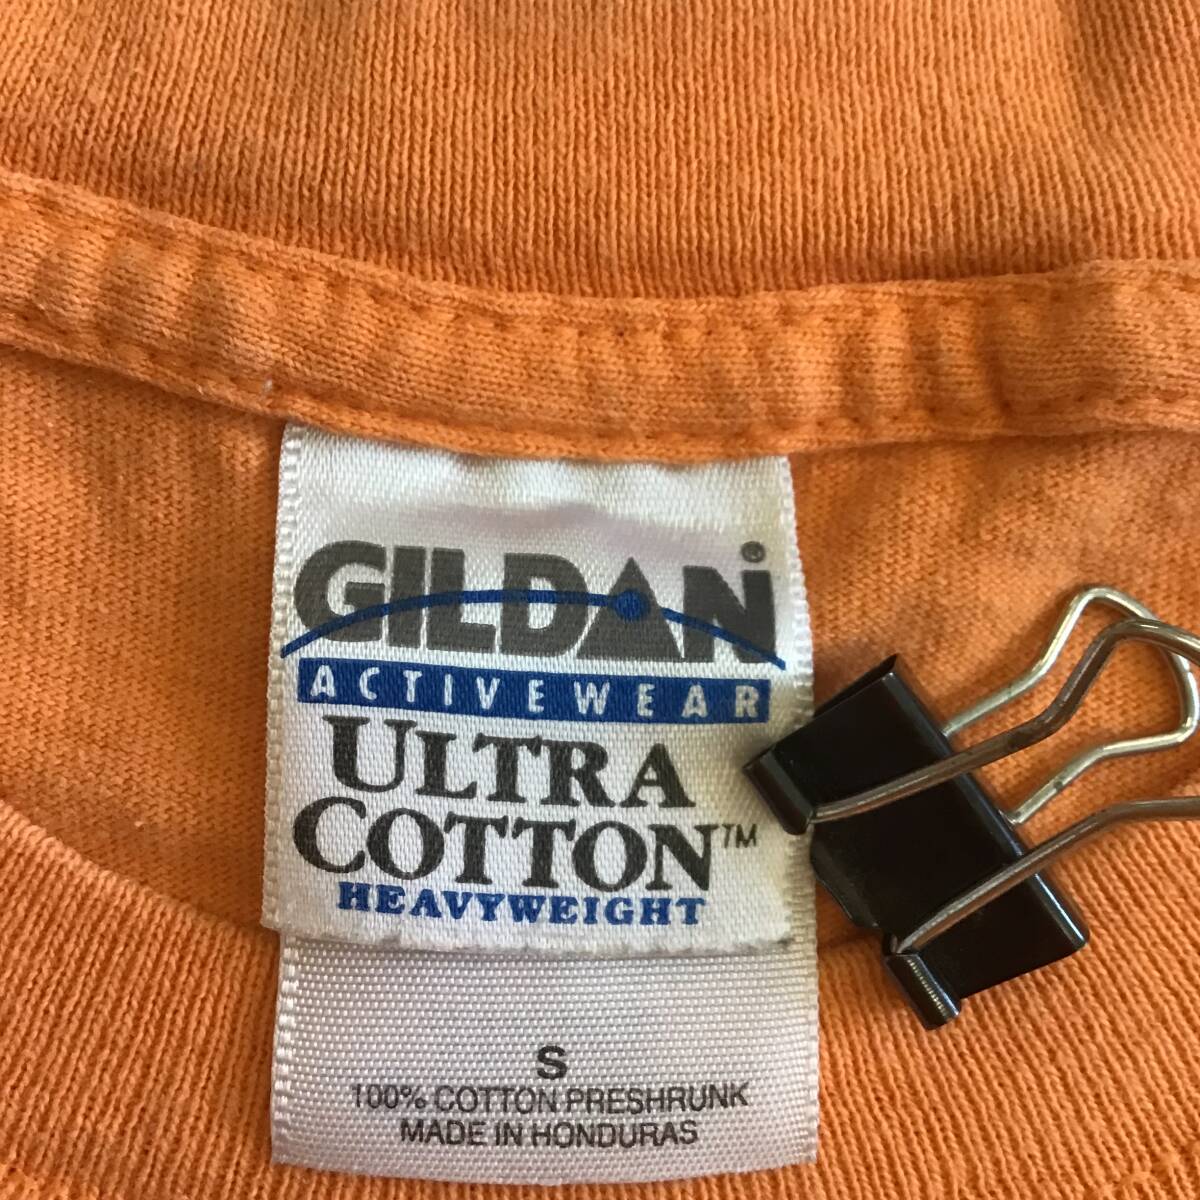 GILDAN®
ACTIVEWEAR
ULTRA
COTTON™
HEAVYWEIGHT
S
100% COTTON PRESHRUNK
MADE IN HONDURAS